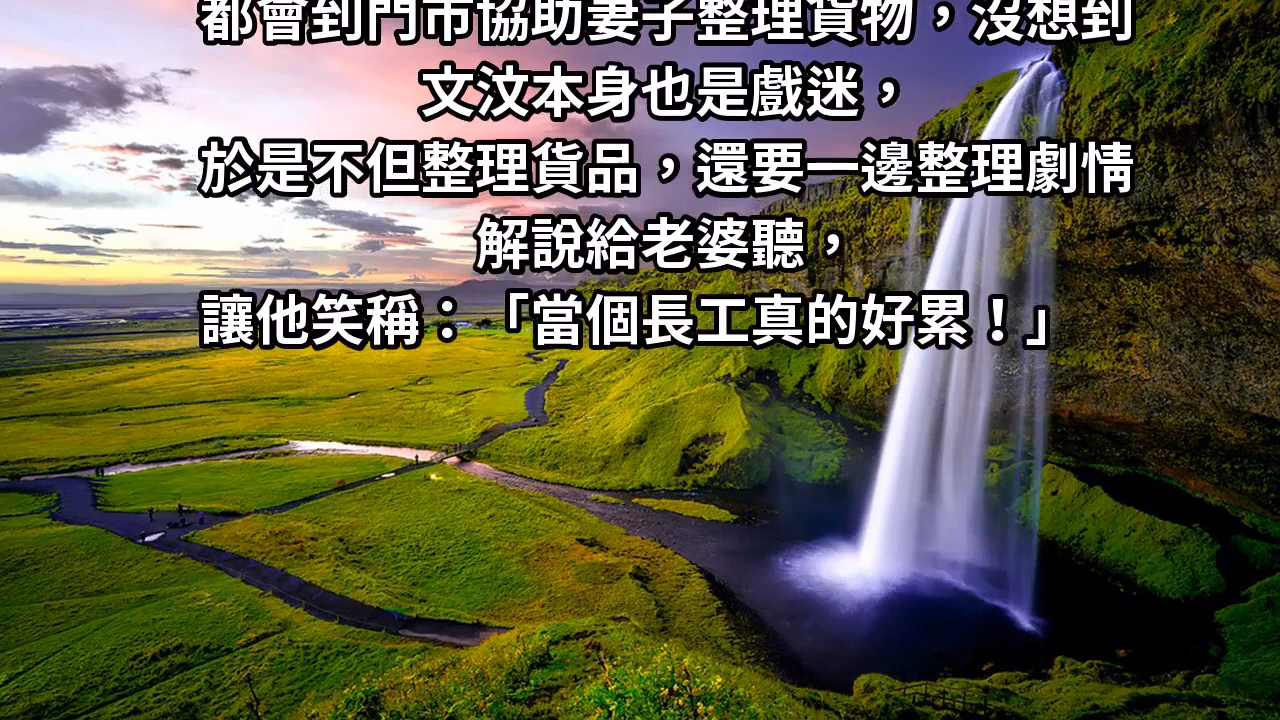 都會到門市協助妻子整理貨物，沒想到
文汶本身也是戲迷，
於是不但整理貨品，還要一邊整理劇情
解說給老婆聽，
讓他笑稱：「當個長工真的好累！」